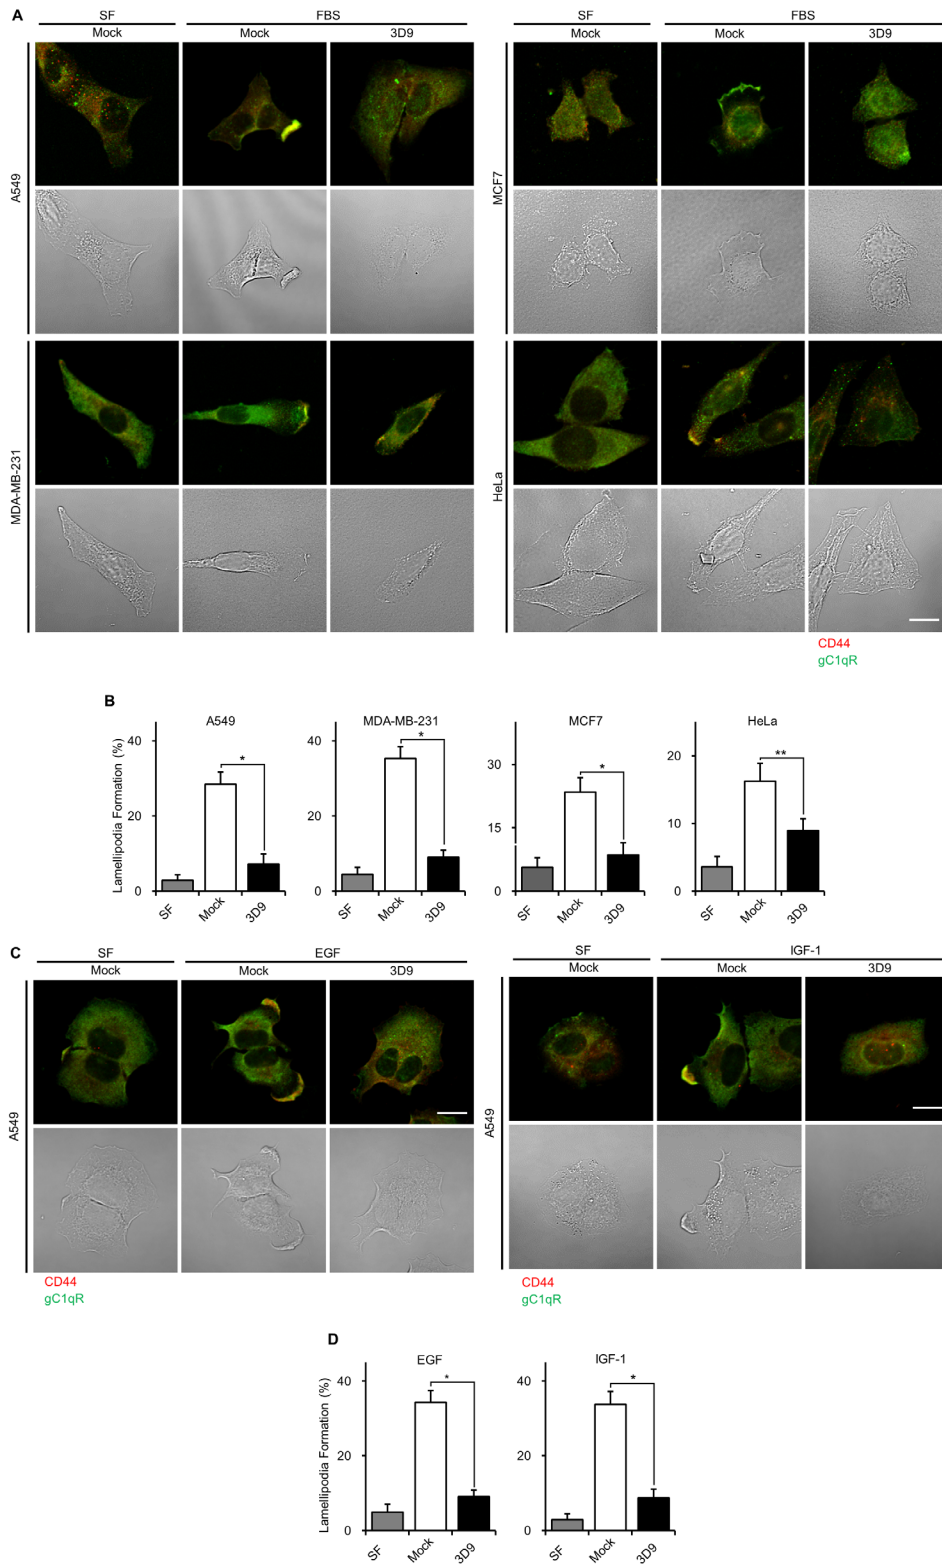 A
SF
FBS
Mock
Mock
3D9
A549
MDA-MB-231
SF
FBS
Mock
Mock
3D9
MCF7
HeLa
CD44
gC1qR
B
Lamellipodia Formation (%)
A549
40
20
0
*
SF
Mock
3D9
MDA-MB-231
40
20
0
*
SF
Mock
3D9
MCF7
30
15
0
*
SF
Mock
3D9
HeLa
20
10
0
**
SF
Mock
3D9
C
SF
EGF
Mock
Mock
3D9
A549
CD44
gC1qR
SF
IGF-1
Mock
Mock
3D9
A549
CD44
gC1qR
D
Lamellipodia Formation (%)
EGF
40
20
0
*
SF
Mock
3D9
IGF-1
40
20
0
*
SF
Mock
3D9